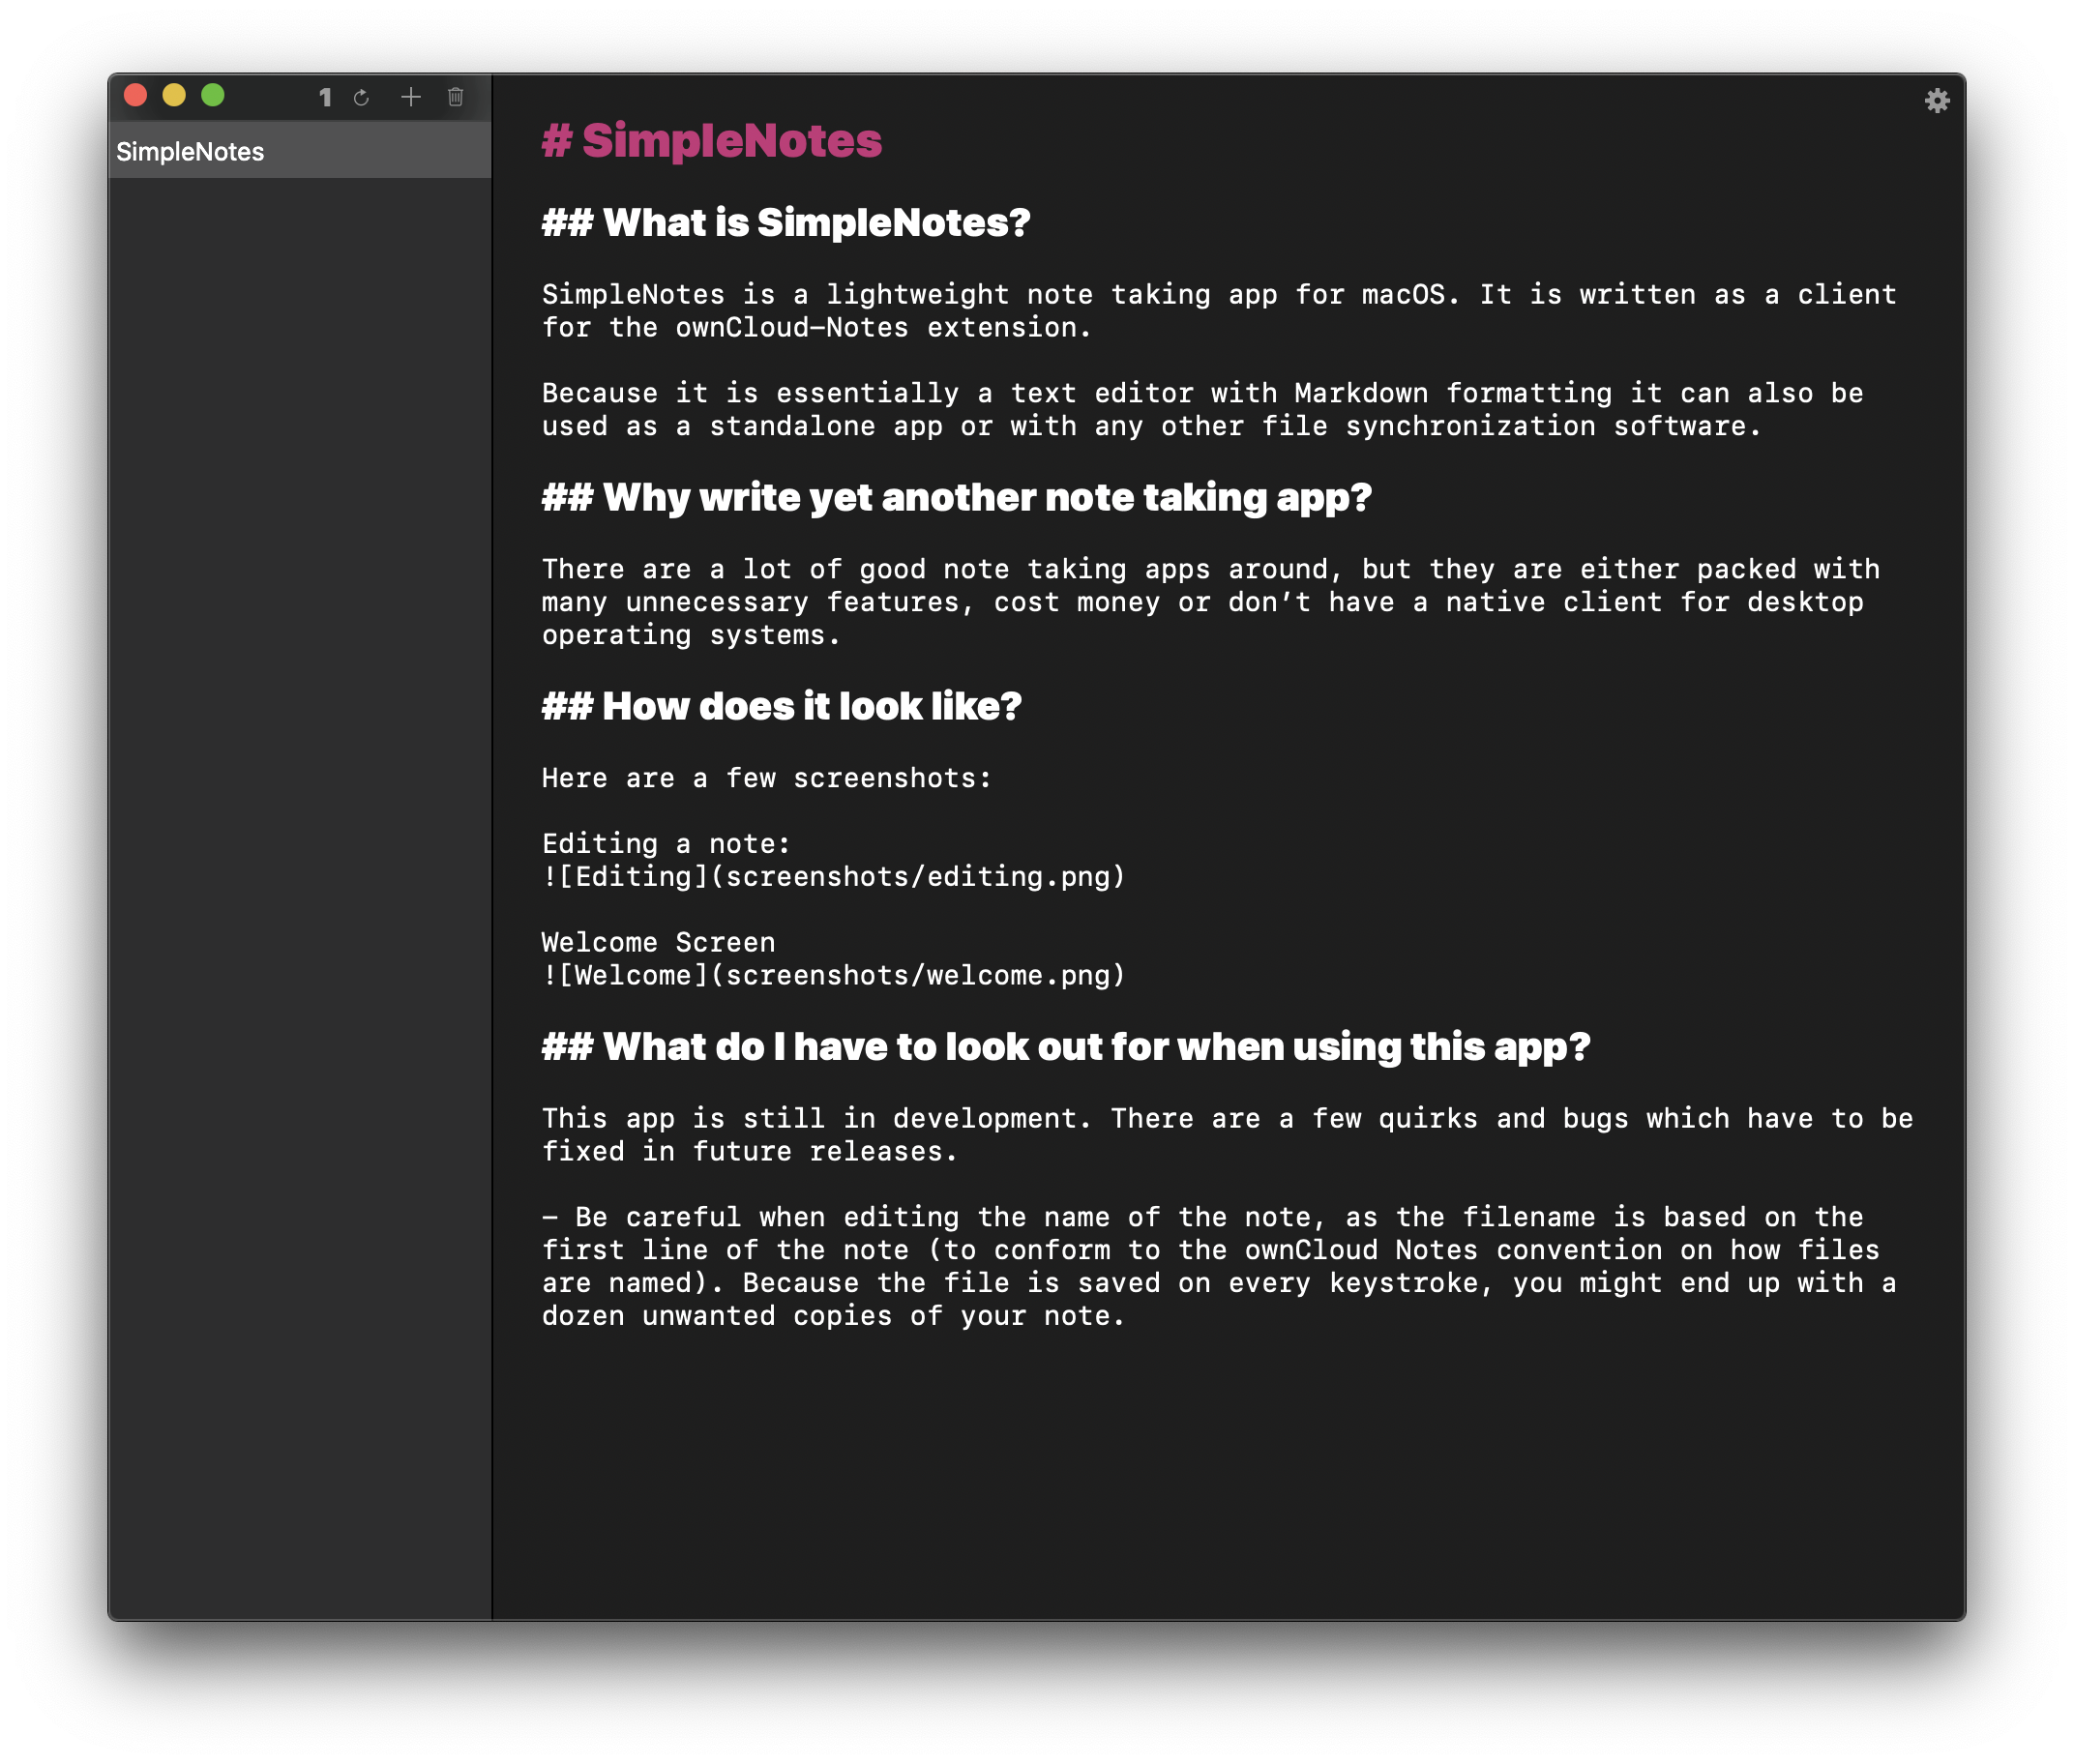 1
SimpleNotes
# SimpleNotes
## What is SimpleNotes?
SimpleNotes is a lightweight note taking app for macOS. It is written as a client
for the ownCloud-Notes extension.
Because it is essentially a text editor with Markdown formatting it can also be
used as a standalone app or with any other file synchronization software.
## Why write yet another note taking app?
There are a lot of good note taking apps around, but they are either packed with
many unnecessary features, cost money or don’t have a native client for desktop
operating systems.
## How does it look like?
Here are a few screenshots:
Editing a note:
![Editing](screenshots/editing.png)
Welcome Screen
![Welcome](screenshots/welcome.png)
## What do I have to look out for when using this app?
This app is still in development. There are a few quirks and bugs which have to be
fixed in future releases.
– Be careful when editing the name of the note, as the filename is based on the
first line of the note (to conform to the ownCloud Notes convention on how files
are named). Because the file is saved on every keystroke, you might end up with a
dozen unwanted copies of your note.